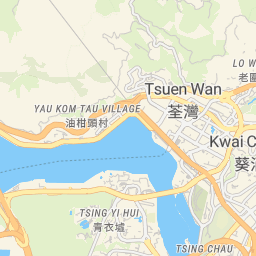 LO W
老圍
Tsuen Wan
荃灣
YAU KOM TAU VILLAGE
油柑頭村
Kwai C
葵
TSING YI HUI
青衣墟
TSING CHAU